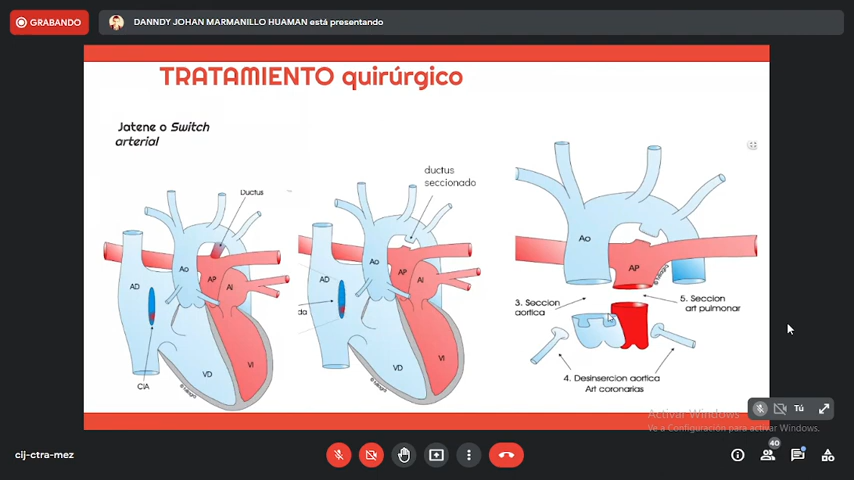 GRABANDO
DANNDY JOHAN MARMANILLO HUAMAN está presentando
TRATAMIENTO quirúrgico
Jatene o Switch
arterial
Ductus
Ao
AP
AI
AD
VI
VD
CIA
ductus
seccionado
Ao
AP
AI
AD
da
VI
VD
Ao
AP
3. Seccion
aortica
5. Seccion
art pulmonar
4. Desinsercion aortica
Art coronarias
Activar Windows
Ve a Configuración para activar Windows.
Tú
cij-ctra-mez
40